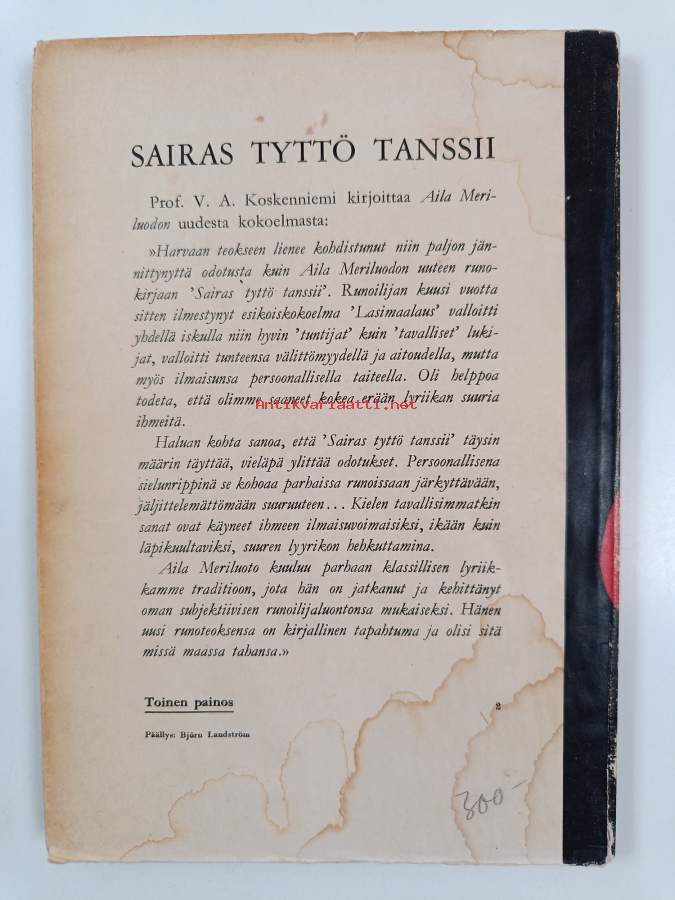 SAIRAS TYTTÖ TANSSII
Prof. V. A. Koskenniemi kirjoittaa Aila Meri-
luodon uudesta kokoelmasta:
»Harvaan teokseen lienee kohdistunut niin paljon jän-
nittynyttä odotusta kuin Aila Meriluodon uuteen runo-
kirjaan 'Sairas tyttö tanssii'. Runoilijan kuusi vuotta
sitten ilmestynyt esikoiskokoelma 'Lasimaalaus' valloitti
yhdellä iskulla niin hyvin 'tuntijat' kuin 'tavalliset' luki-
jat, valloitti tunteensa välittömyydellä ja aitoudella, mutta
myös ilmaisunsa persoonallisella taiteella. Oli helppoa
todeta, että olimme saaneet kokea erään lyriikan suuria
Antikvariaatti.net
ihmeitä.
Haluan kohta sanoa, että 'Sairas tyttö tanssii' täysin
määrin täyttää, vieläpä ylittää odotukset. Persoonallisena
sielunrippinä se kohoaa parhaissa runoissaan järkyttävään,
jäljittelemättömään suuruuteen... Kielen tavallisimmatkin
sanat ovat käyneet ihmeen ilmaisuvoimaisiksi, ikään kuin
läpikuultaviksi, suuren lyyrikon hehkuttamina.
Aila Meriluoto kuuluu parhaan klassillisen lyriik-
kamme traditioon, jota hän on jatkanut ja kehittänyt
oman subjektiivisen runoilijaluontonsa mukaiseksi. Hänen
uusi runoteoksensa on kirjallinen tapahtuma ja olisi sitä
missä maassa tahansa.»
Toinen painos
2
Päällys: Björn Landström
300-